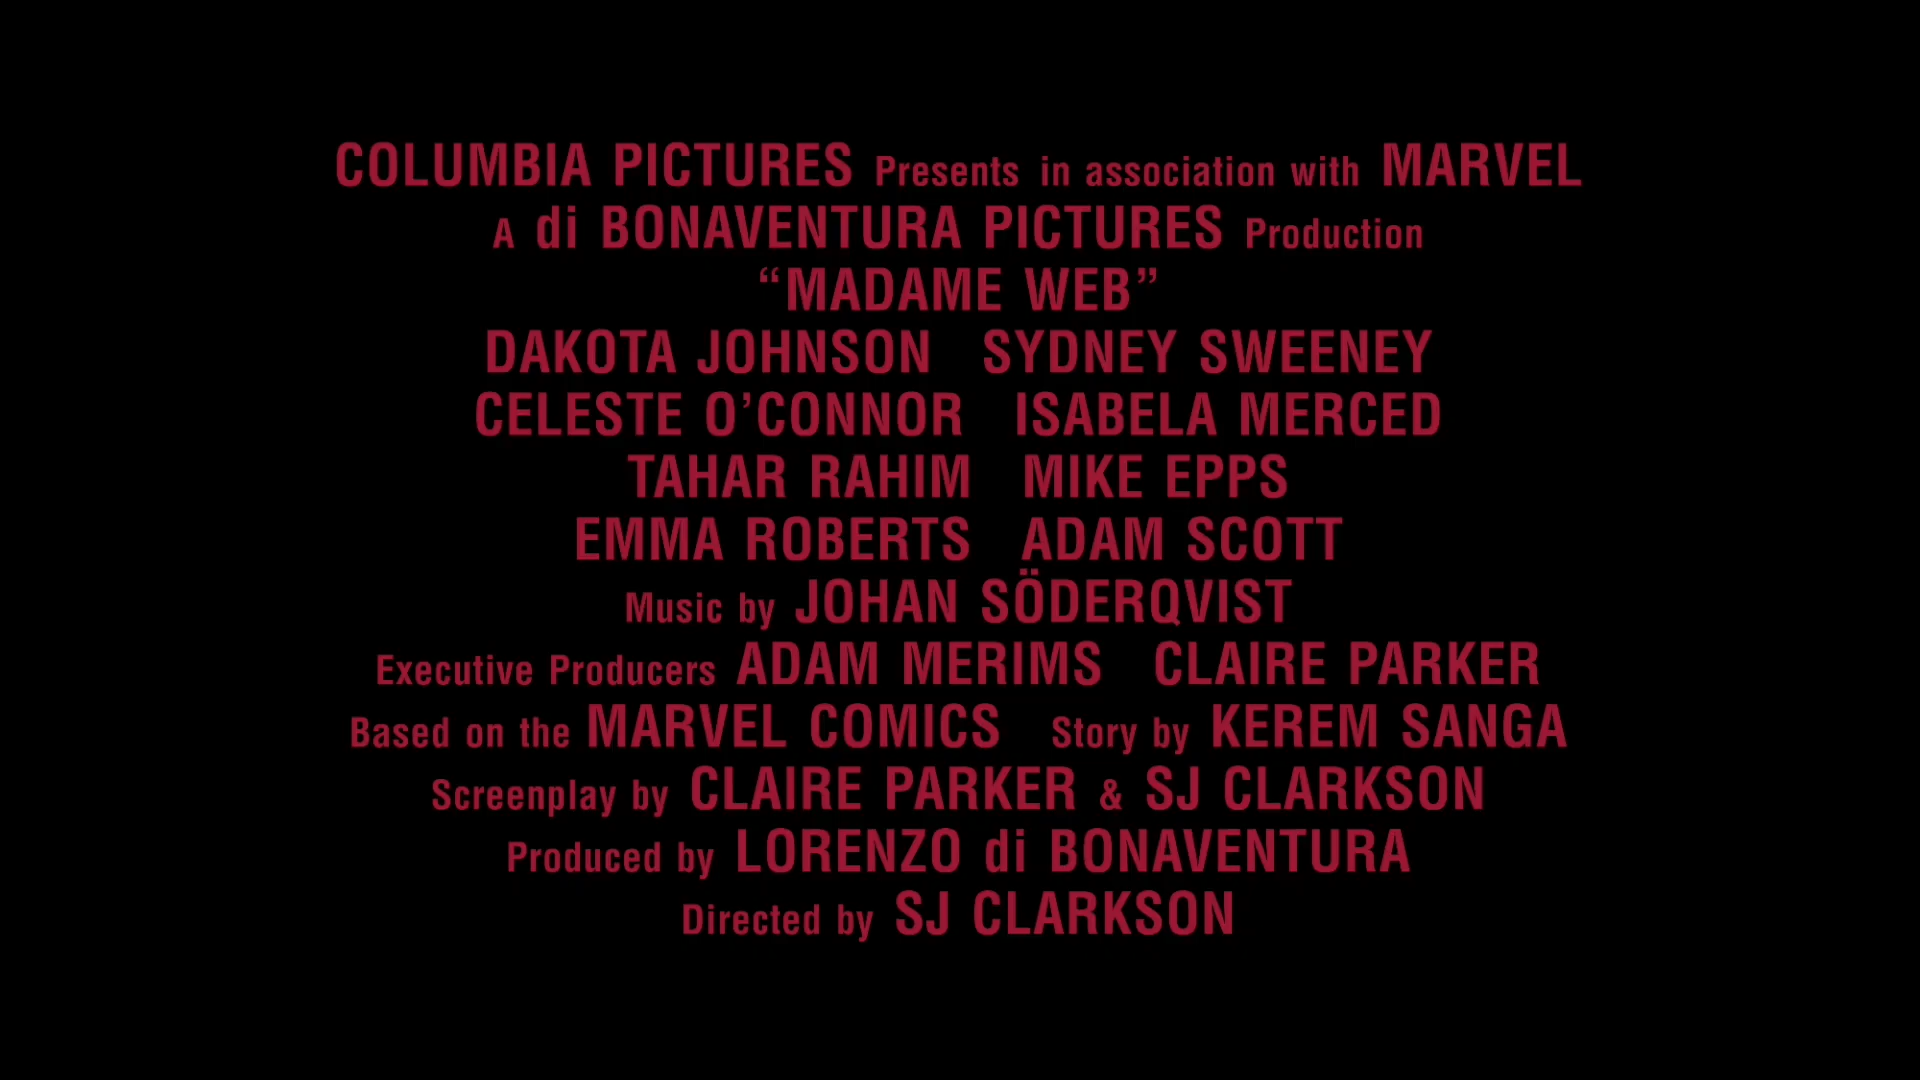 COLUMBIA PICTURES Presents in association with MARVEL
A di BONAVENTURA PICTURES Production
“MADAME WEB”
DAKOTA JOHNSON SYDNEY SWEENEY
CELESTE O’CONNOR ISABELA MERCED
TAHAR RAHIM MIKE EPPS
EMMA ROBERTS ADAM SCOTT
Music by JOHAN SÖDERQVIST
Executive Producers ADAM MERIMS CLAIRE PARKER
Based on the MARVEL COMICS Story by KEREM SANGA
Screenplay by CLAIRE PARKER & SJ CLARKSON
Produced by LORENZO di BONAVENTURA
Directed by SJ CLARKSON